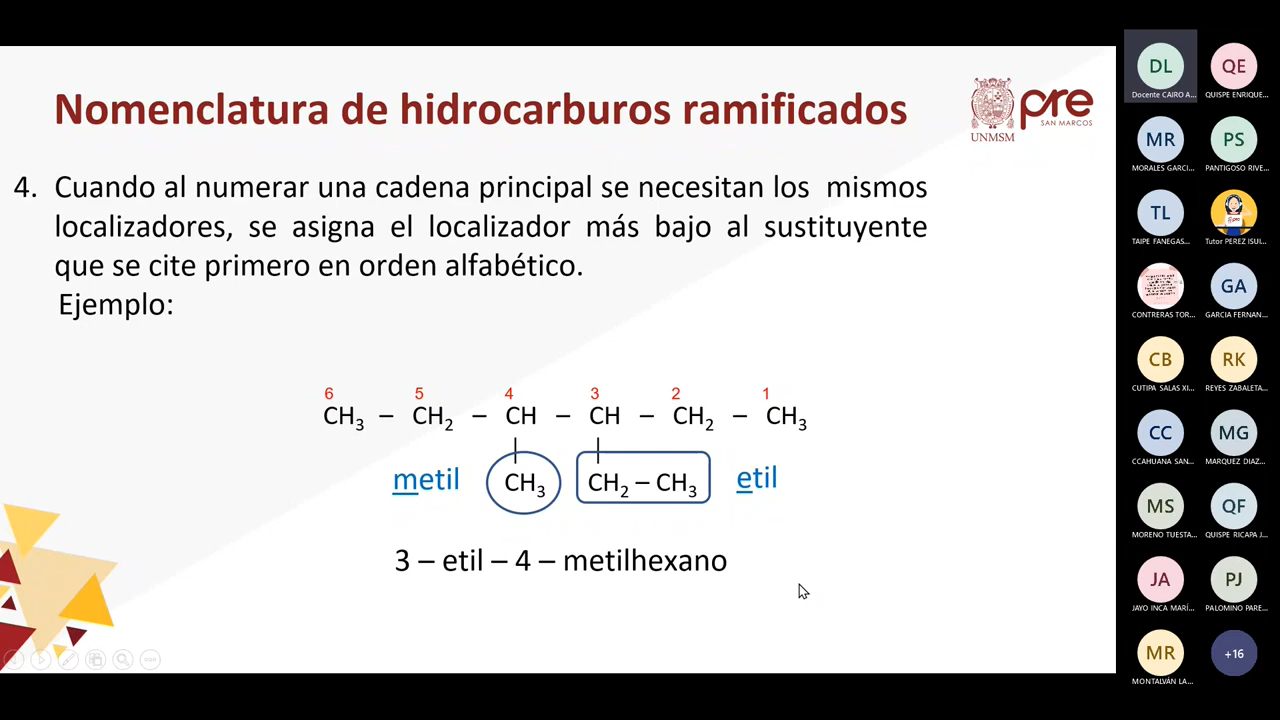 Nomenclatura de hidrocarburos ramificados
UNMSM
pre
SAN MARCOS
4. Cuando al numerar una cadena principal se necesitan los mismos
localizadores, se asigna el localizador más bajo al sustituyente
que se cite primero en orden alfabético.
Ejemplo:
6 5 4 3 2 1
CH₃ – CH₂ – CH – CH – CH₂ – CH₃
metil CH₃ CH₂ – CH₃ etil
3 – etil – 4 – metilhexano
DL QE
Docente CAIRO A... QUISPE ENRIQUE...
MR PS
MORALES GARCI... PANTIGOSO RIVE...
TL
TAIPE FANEGAS... Tutor PEREZ ISUI...
GA
CONTRERAS TOR... GARCIA FERNAN...
CB RK
CUTIPA SALAS XI... REYES ZABALETA...
CC MG
CCAHUANA SAN... MARQUEZ DIAZ...
MS QF
MORENO TUESTA... QUISPE RICAPA J...
JA PJ
JAYO INCA MARÍ... PALOMINO PARE...
MR +16
MONTALVÁN LA...